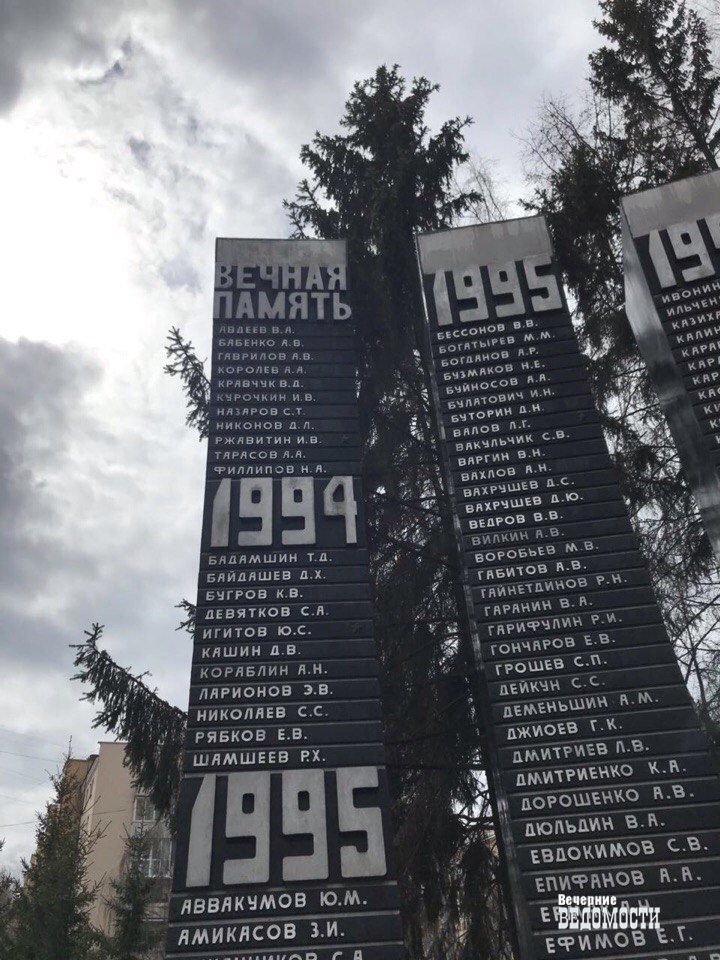 ВЕЧНАЯ
ПАМЯТЬ
АВДЕЕВ В.А.
БАБЕНКО А.В.
ГАВРИЛОВ А.В.
КОРОЛЕВ А.А.
КРАВЧУК В.Д.
КУРОЧКИН И.В.
НАЗАРОВ С.Т.
НИКОНОВ Д.Л.
РЖАВИТИН И.В.
ТАРАСОВ А.А.
ФИЛЛИПОВ Н.А.
1994
БАДАМШИН Т.Д.
БАЙДАШЕВ Д.Х.
БУГРОВ К.В.
ДЕВЯТКОВ С.А.
ИГИТОВ Ю.С.
КАШИН Д.В.
КОРАБЛИН А.Н.
ЛАРИОНОВ Э.В.
НИКОЛАЕВ С.С.
РЯБКОВ Е.В.
ШАМШЕЕВ Р.Х.
1995
АВВАКУМОВ Ю.М.
АМИКАСОВ З.И.
1995
БЕССОНОВ В.В.
БОГАТЫРЕВ М.М.
БОГДАНОВ А.Р.
БУЗМАКОВ Н.Е.
БУЙНОСОВ А.А.
БУЛАТОВИЧ И.Н.
БУТОРИН Д.Н.
ВАЛОВ Л.Г.
ВАКУЛЬЧИК С.В.
ВАРГИН В.Н.
ВАХЛОВ А.Н.
ВАХРУШЕВ Д.С.
ВАХРУШЕВ Д.Ю.
ВЕДРОВ В.В.
ВИЛКИН А.В.
ВОРОБЬЕВ М.В.
ГАБИТОВ А.В.
ГАЙНЕТДИНОВ Р.Н.
ГАРАНИН В.А.
ГАРИФУЛИН Р.И.
ГОНЧАРОВ Е.В.
ГРОШЕВ С.П.
ДЕЙКУН С.С.
ДЕМЕНЬШИН А.М.
ДЖИОЕВ Г.К.
ДМИТРИЕВ Л.В.
ДМИТРИЕНКО К.А.
ДОРОШЕНКО А.В.
ДЮЛЬДИН В.А.
ЕВДОКИМОВ С.В.
ЕПИФАНОВ А.А.
ЕФИМОВ Е.Г.
Вечерние
ВЕДОМОСТИ